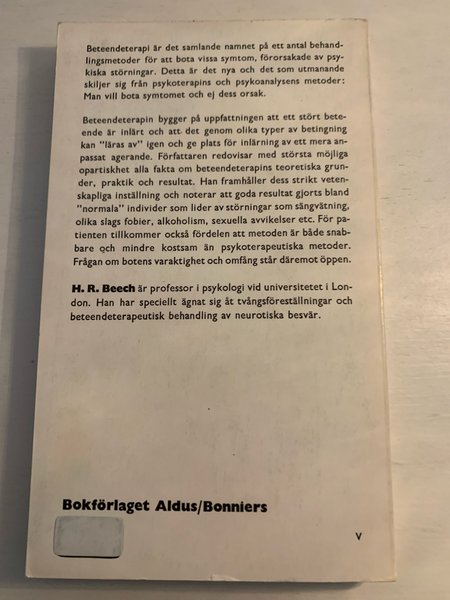 Beteendeterapi är det samlande namnet på ett antal behand-
lingsmetoder för att bota vissa symtom, förorsakade av psy-
kiska störningar. Detta är det nya och det som utmanande
skiljer sig från psykoterapins och psykoanalysens metoder:
Man vill bota symtomet och ej dess orsak.
Beteendeterapin bygger på uppfattningen att ett stört bete-
ende är inlärt och att det genom olika typer av betingning
kan "läras av" igen och ge plats för inlärning av ett mera an-
passat agerande. Författaren redovisar med största möjliga
opartiskhet alla fakta om beteendeterapins teoretiska grun-
der, praktik och resultat. Han framhåller dess strikt veten-
skapliga inställning och noterar att goda resultat gjorts bland
"normala" individer som lider av störningar som sängvätning,
olika slags fobier, alkoholism, sexuella avvikelser etc. För pa-
tienten tillkommer också fördelen att metoden är både snab-
bare och mindre kostsam än psykoterapeutiska metoder.
Frågan om botens varaktighet och omfång står däremot öppen.
H. R. Beech är professor i psykologi vid universitetet i Lon-
don. Han har speciellt ägnat sig åt tvångsföreställningar och
beteendeterapeutisk behandling av neurotiska besvär.
Bokförlaget Aldus/Bonniers
V